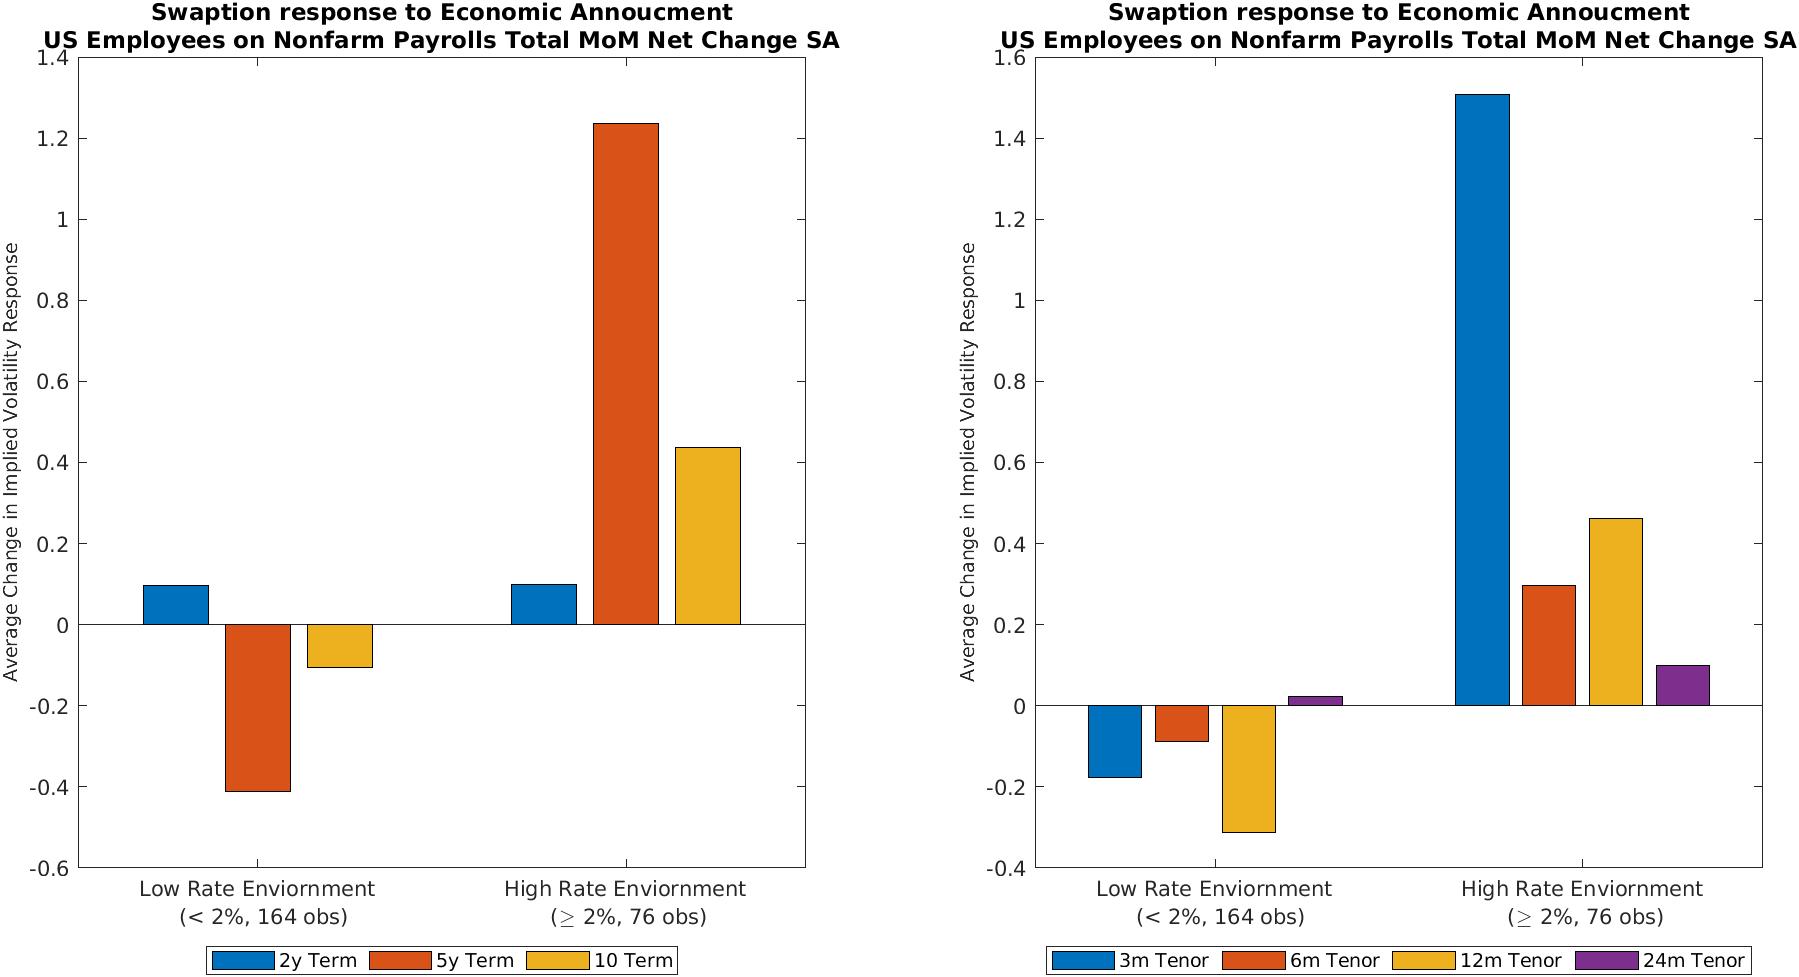 Swaption response to Economic Annoucment
US Employees on Nonfarm Payrolls Total MoM Net Change SA
1.4
1.2
1
0.8
0.6
0.4
0.2
0
-0.2
-0.4
-0.6
Average Change in Implied Volatility Response
Low Rate Enviornment
(< 2%, 164 obs)
High Rate Enviornment
(≥ 2%, 76 obs)
2y Term
5y Term
10 Term
Swaption response to Economic Annoucment
US Employees on Nonfarm Payrolls Total MoM Net Change SA
1.6
1.4
1.2
1
0.8
0.6
0.4
0.2
0
-0.2
-0.4
Average Change in Implied Volatility Response
Low Rate Enviornment
(< 2%, 164 obs)
High Rate Enviornment
(≥ 2%, 76 obs)
3m Tenor
6m Tenor
12m Tenor
24m Tenor